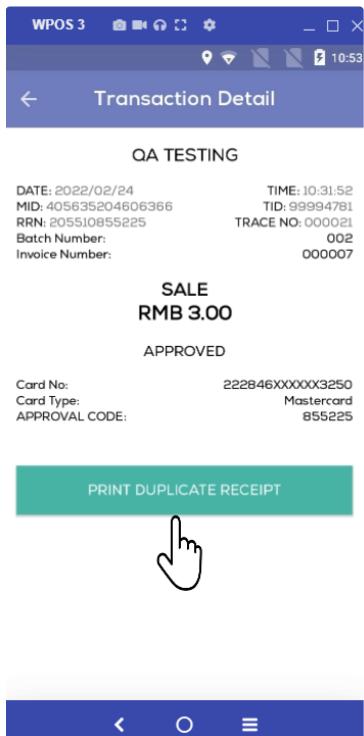 WPOS 3
10:53
Transaction Detail
QA TESTING
DATE: 2022/02/24 TIME: 10:31:52
MID: 405635204606366 TID: 99994781
RRN: 205510855225 TRACE NO: 000021
Batch Number: 002
Invoice Number: 000007
SALE
RMB 3.00
APPROVED
Card No: 222846XXXXXX3250
Card Type: Mastercard
APPROVAL CODE: 855225
PRINT DUPLICATE RECEIPT